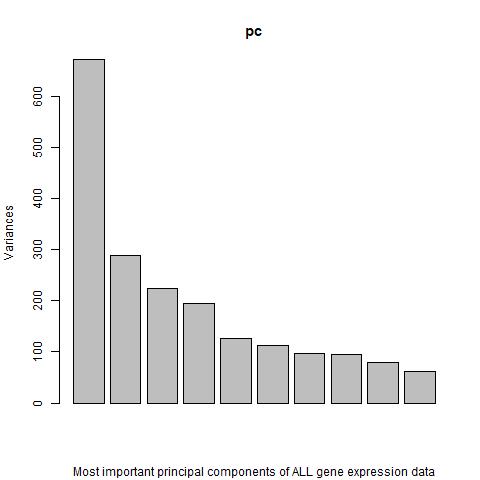 pc
Variances
600
500
400
300
200
100
0
Most important principal components of ALL gene expression data